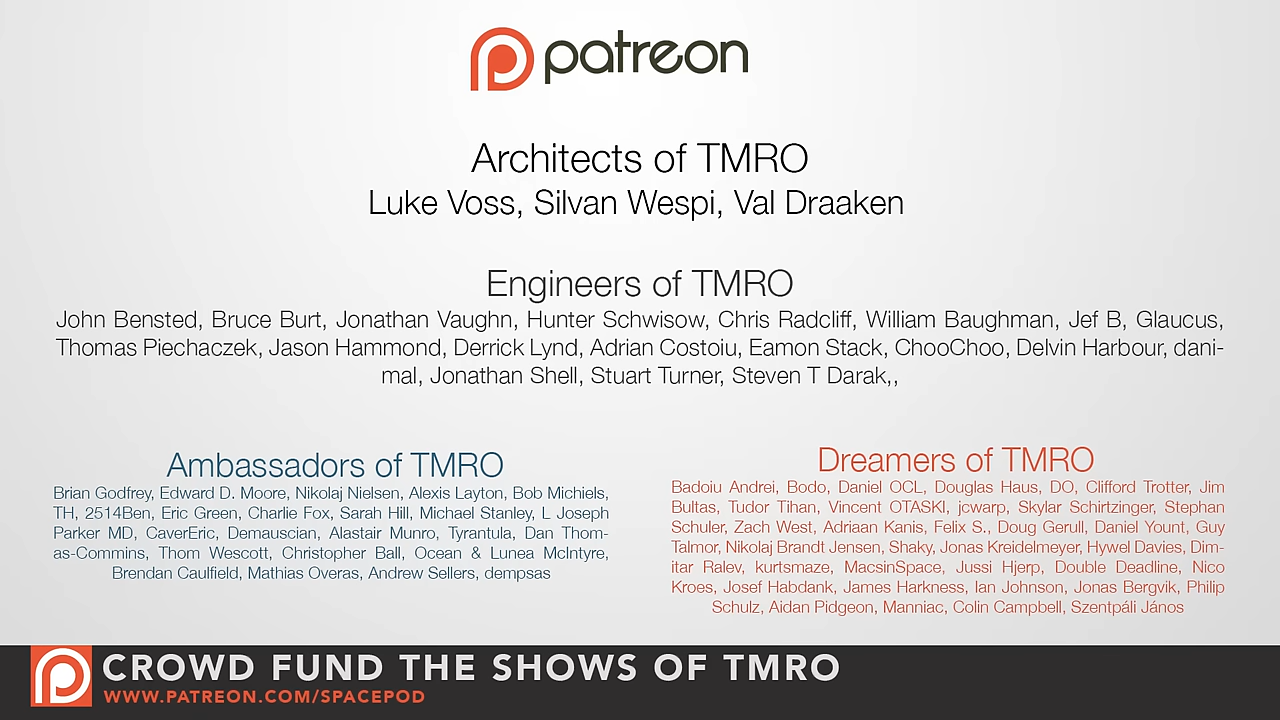 patreon
Architects of TMRO
Luke Voss, Silvan Wespi, Val Draaken
Engineers of TMRO
John Bensted, Bruce Burt, Jonathan Vaughn, Hunter Schwisow, Chris Radcliff, William Baughman, Jef B, Glaucus,
Thomas Piechaczek, Jason Hammond, Derrick Lynd, Adrian Costoiu, Eamon Stack, ChooChoo, Delvin Harbour, dani-
mal, Jonathan Shell, Stuart Turner, Steven T Darak,,
Ambassadors of TMRO
Brian Godfrey, Edward D. Moore, Nikolaj Nielsen, Alexis Layton, Bob Michiels,
TH, 2514Ben, Eric Green, Charlie Fox, Sarah Hill, Michael Stanley, L Joseph
Parker MD, CaverEric, Demauscian, Alastair Munro, Tyrantula, Dan Thom-
as-Commins, Thom Wescott, Christopher Ball, Ocean & Lunea McIntyre,
Brendan Caulfield, Mathias Overas, Andrew Sellers, dempsas
Dreamers of TMRO
Badoiu Andrei, Bodo, Daniel OCL, Douglas Haus, DO, Clifford Trotter, Jim
Bultas, Tudor Tihan, Vincent OTASKI, jcwarp, Skylar Schirtzinger, Stephan
Schuler, Zach West, Adriaan Kanis, Felix S., Doug Gerull, Daniel Yount, Guy
Talmor, Nikolaj Brandt Jensen, Shaky, Jonas Kreidelmeyer, Hywel Davies, Dim-
itar Ralev, kurtsmaze, MacsinSpace, Jussi Hjerp, Double Deadline, Nico
Kroes, Josef Habdank, James Harkness, Ian Johnson, Jonas Bergvik, Philip
Schulz, Aidan Pidgeon, Manniac, Colin Campbell, Szentpáli János
CROWD FUND THE SHOWS OF TMRO
WWW.PATREON.COM/SPACEPOD